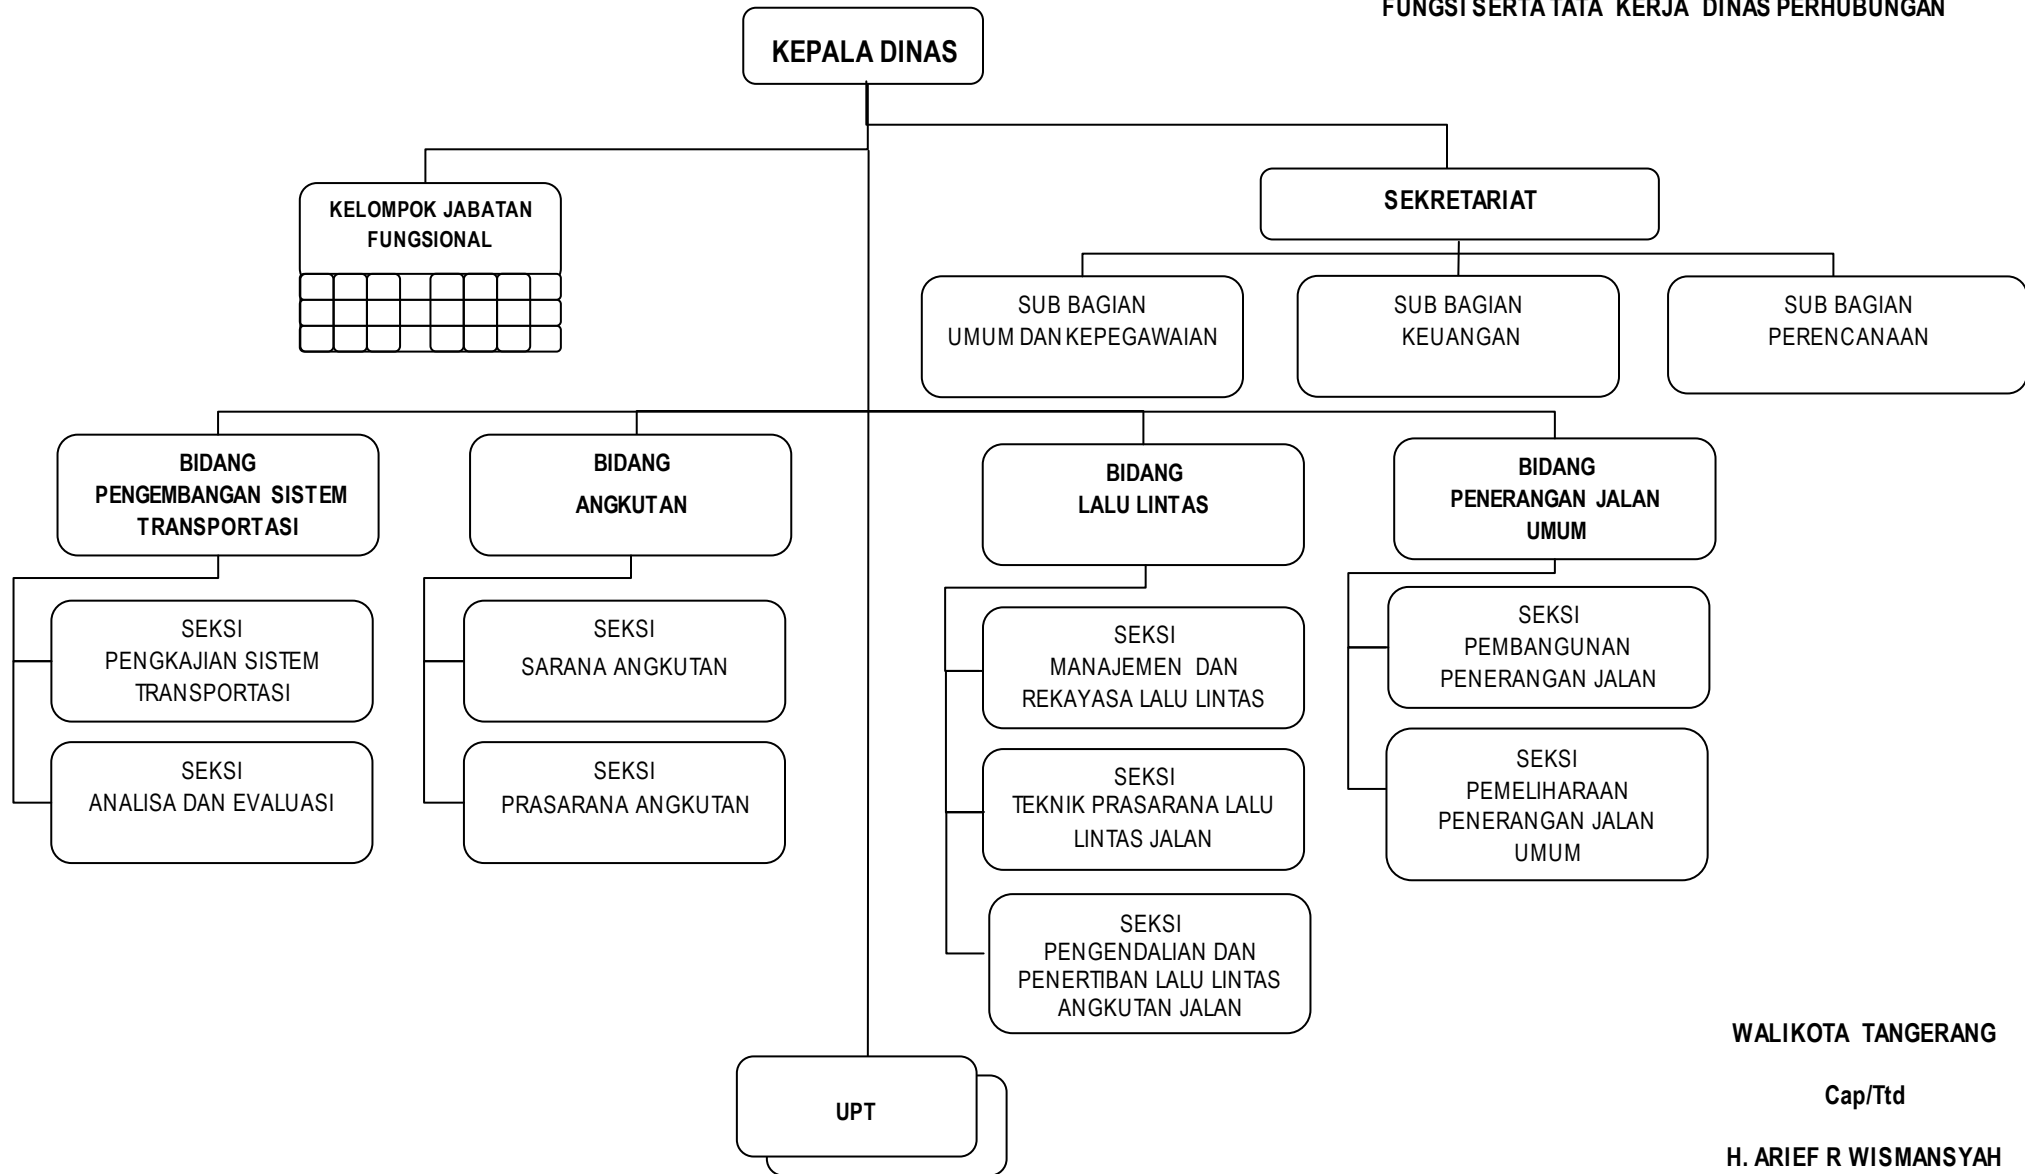 FUNGSI SERTA TATA KERJA DINAS PERHUBUNGAN
KEPALA DINAS
KELOMPOK JABATAN
FUNGSIONAL
SEKRETARIAT
SUB BAGIAN
UMUM DAN KEPEGAWAIAN
SUB BAGIAN
KEUANGAN
SUB BAGIAN
PERENCANAAN
BIDANG
PENGEMBANGAN SISTEM
TRANSPORTASI
BIDANG
ANGKUTAN
BIDANG
LALU LINTAS
BIDANG
PENERANGAN JALAN
UMUM
SEKSI
PENGKAJIAN SISTEM
TRANSPORTASI
SEKSI
ANALISA DAN EVALUASI
SEKSI
SARANA ANGKUTAN
SEKSI
PRASARANA ANGKUTAN
SEKSI
MANAJEMEN DAN
REKAYASA LALU LINTAS
SEKSI
TEKNIK PRASARANA LALU
LINTAS JALAN
SEKSI
PENGENDALIAN DAN
PENERTIBAN LALU LINTAS
ANGKUTAN JALAN
SEKSI
PEMBANGUNAN
PENERANGAN JALAN
SEKSI
PEMELIHARAAN
PENERANGAN JALAN
UMUM
UPT
WALIKOTA TANGERANG
Cap/Ttd
H. ARIEF R WISMANSYAH